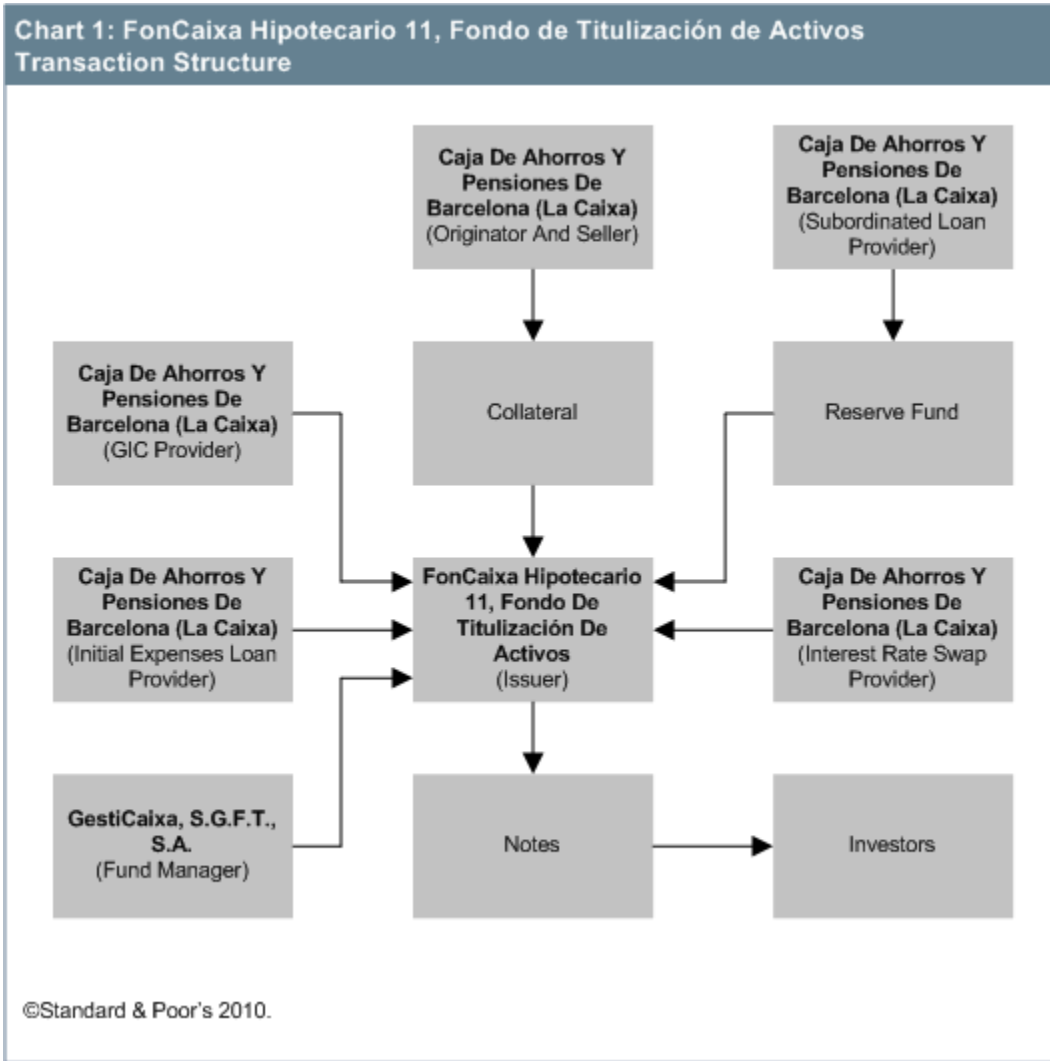 Chart 1: FonCaixa Hipotecario 11, Fondo de Titulización de Activos
Transaction Structure
Caja De Ahorros Y
Pensiones De
Barcelona (La Caixa)
(Originator And Seller)
Caja De Ahorros Y
Pensiones De
Barcelona (La Caixa)
(Subordinated Loan
Provider)
Caja De Ahorros Y
Pensiones De
Barcelona (La Caixa)
(GIC Provider)
Collateral
Reserve Fund
Caja De Ahorros Y
Pensiones De
Barcelona (La Caixa)
(Initial Expenses Loan
Provider)
FonCaixa Hipotecario
11, Fondo De
Titulización De
Activos
(Issuer)
Caja De Ahorros Y
Pensiones De
Barcelona (La Caixa)
(Interest Rate Swap
Provider)
GestiCaixa, S.G.F.T.,
S.A.
(Fund Manager)
Notes
Investors
©Standard & Poor's 2010.